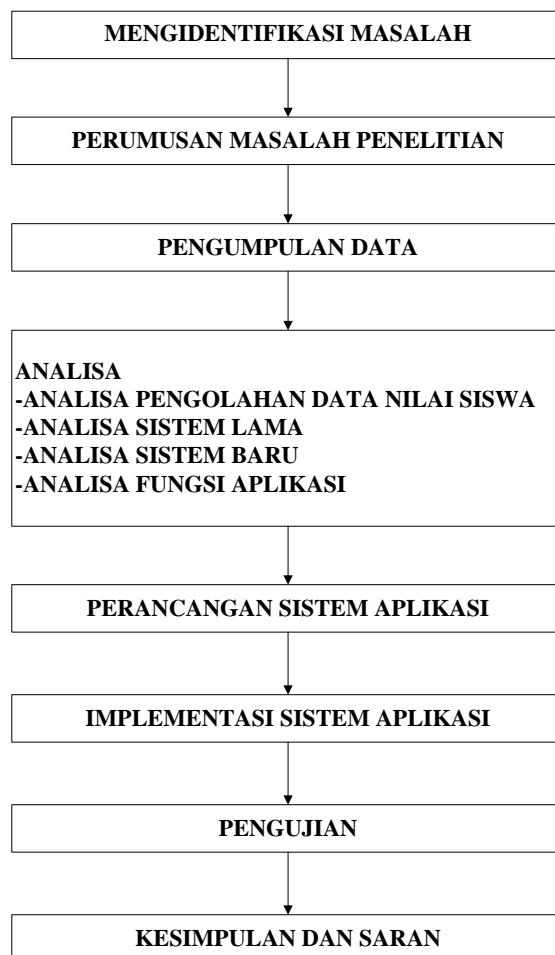 MENGIDENTIFIKASI MASALAH
PERUMUSAN MASALAH PENELITIAN
PENGUMPULAN DATA
ANALISA
-ANALISA PENGOLAHAN DATA NILAI SISWA
-ANALISA SISTEM LAMA
-ANALISA SISTEM BARU
-ANALISA FUNGSI APLIKASI
PERANCANGAN SISTEM APLIKASI
IMPLEMENTASI SISTEM APLIKASI
PENGUJIAN
KESIMPULAN DAN SARAN